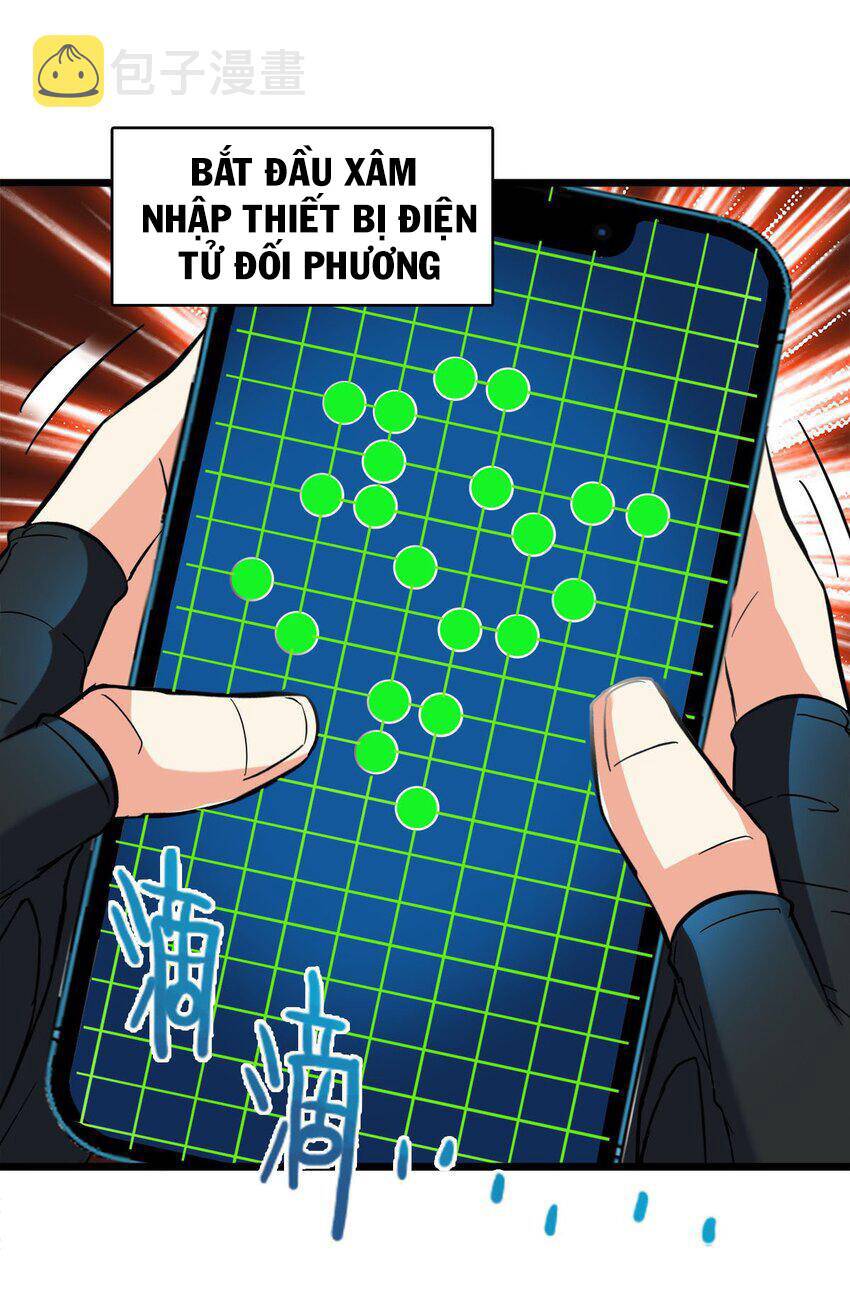 包子漫畫
BẮT ĐẦU XÂM
NHẬP THIẾT BỊ ĐIỆN
TỬ ĐỐI PHƯƠNG
滴
滴